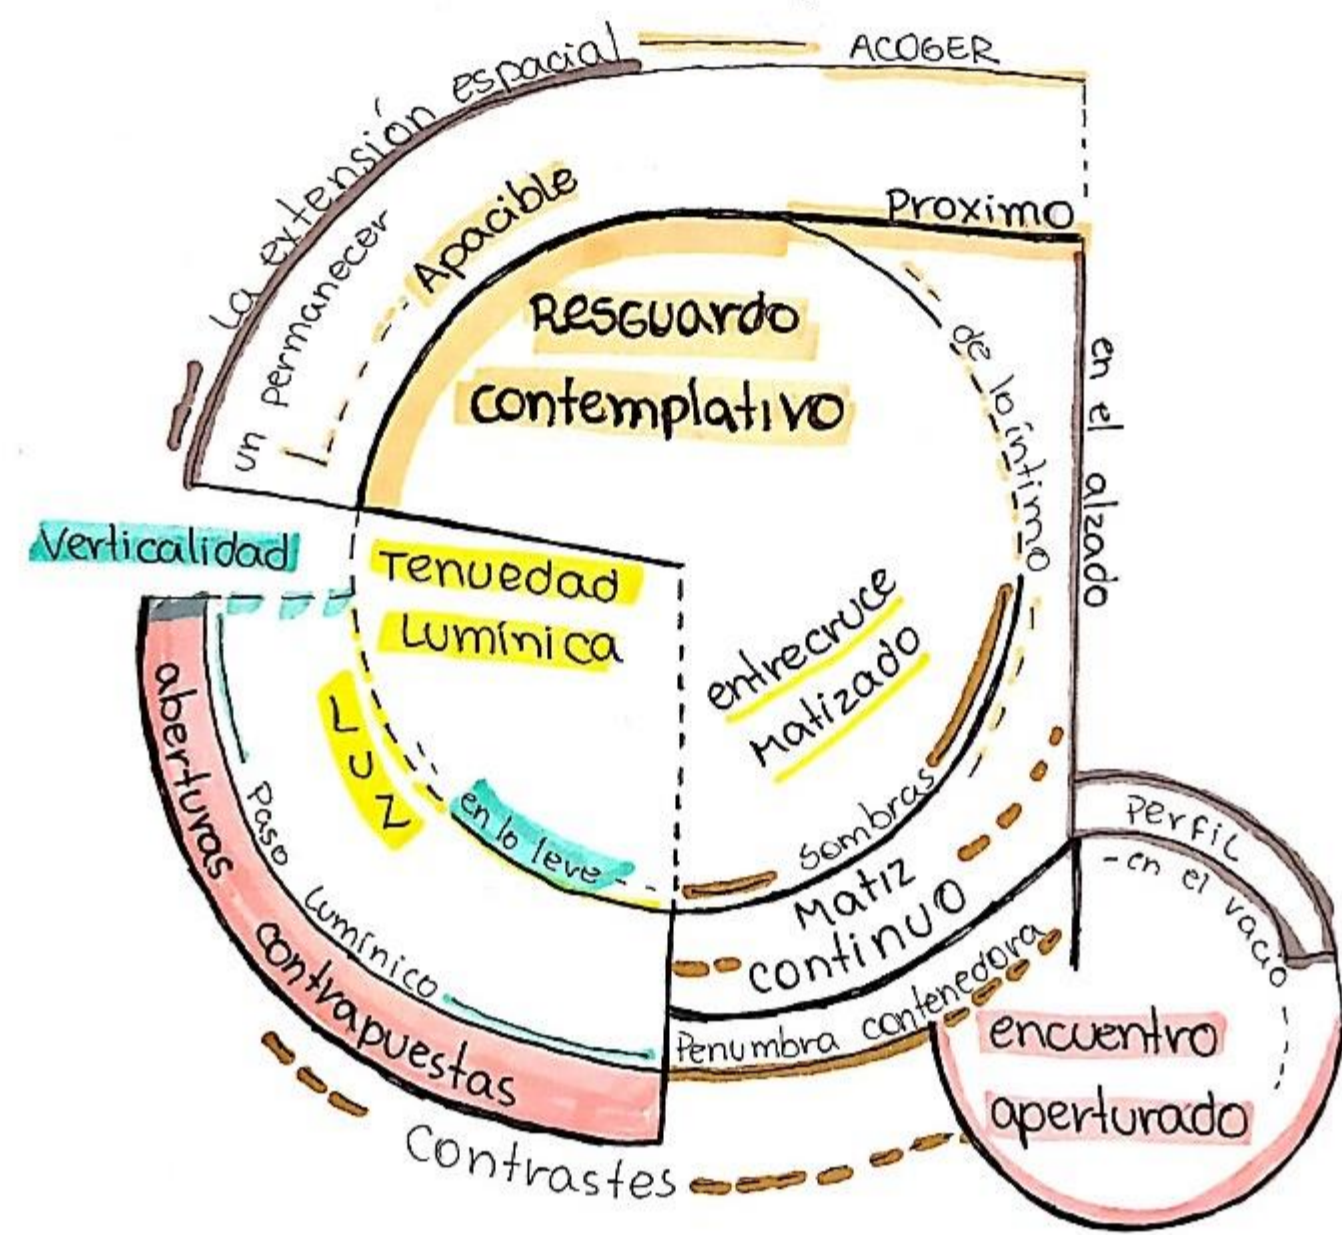 ACOGER
la extensión espacial
un permanecer
Apacible
Proximo
Resguardo
contemplativo
de lo íntimo
en el alzado
Verticalidad
Tenuedad
Lumínica
entrecruce
Matizado
LUZ
en lo leve
Sombras
Matiz
continuo
Penumbra contenedora
aberturas contrapuestas
Paso Lumínico
Contrastes
Perfil
en el vacío
encuentro
aperturado